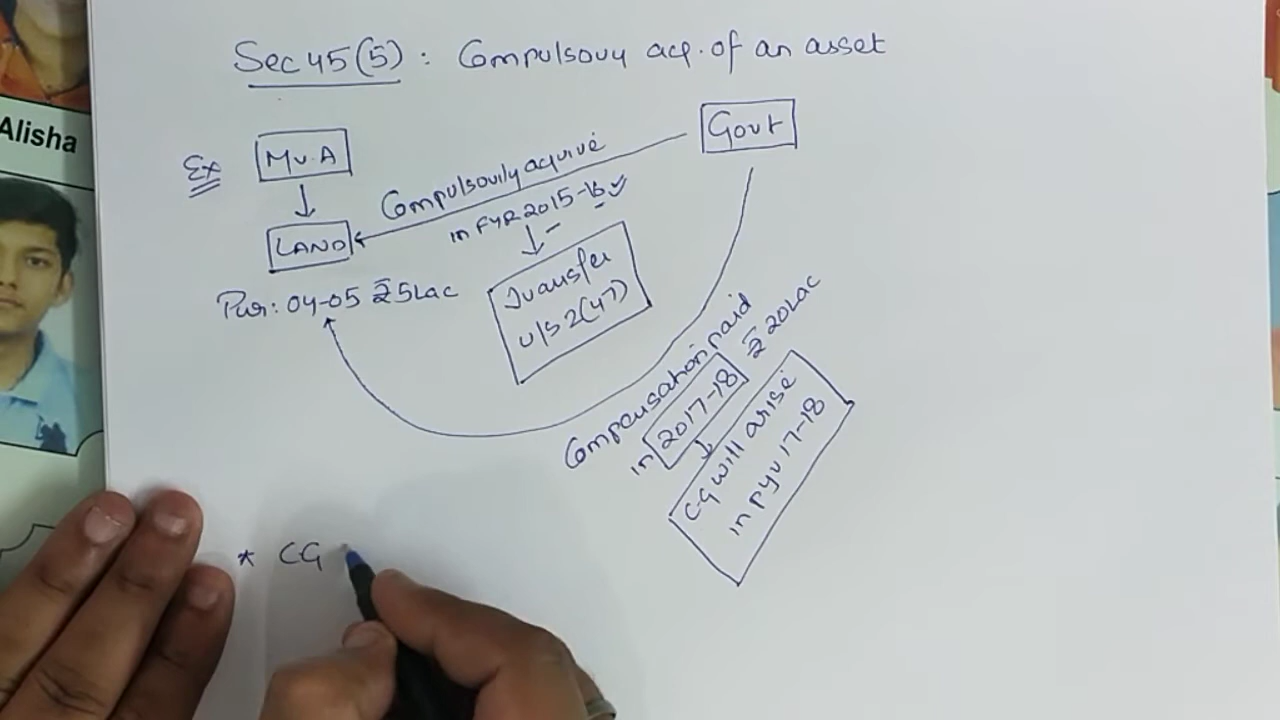 Sec 45(5) : Compulsory acq. of an asset
Alisha
Ex
Mr. A
Govt
Compulsorily aquire
in FYR 2015-16 ✓
LAND
Transfer
u/s 2(47)
Pur: 04-05 ₹ 5Lac
Compensation paid
in 2017-18 ₹ 20Lac
CG will arise
in pyr 17-18
* CG